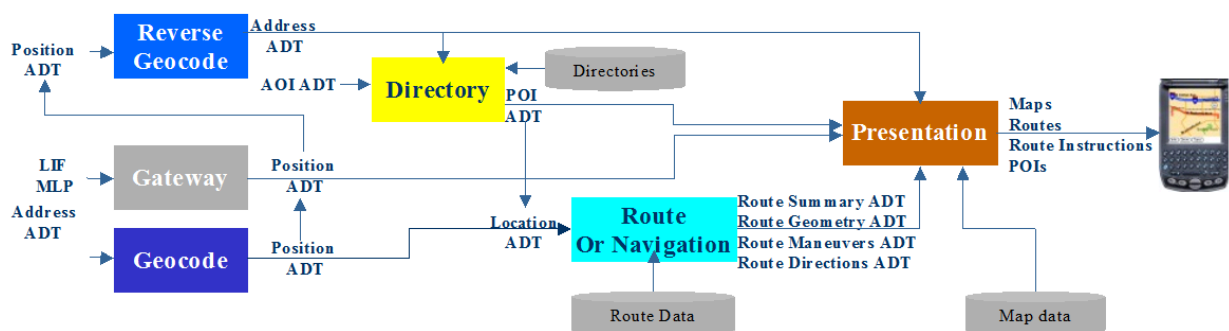 Reverse
Geocode
Address
ADT
Position
ADT
AOI ADT
Directory
Directories
POI
ADT
Presentation
Maps
Routes
Route Instructions
POIs
LIF
MLP
Gateway
Position
ADT
Address
ADT
Geocode
Position
ADT
Location
ADT
Route
Or Navigation
Route Summary ADT
Route Geometry ADT
Route Maneuvers ADT
Route Directions ADT
Route Data
Map data